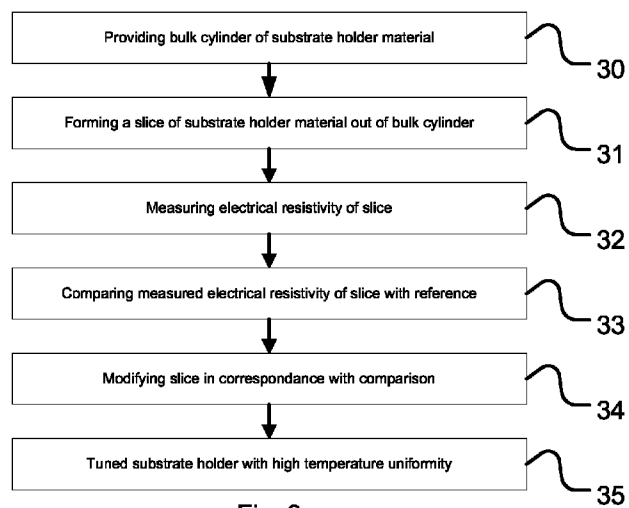 Providing bulk cylinder of substrate holder material
30
Forming a slice of substrate holder material out of bulk cylinder
31
Measuring electrical resistivity of slice
32
Comparing measured electrical resistivity of slice with reference
33
Modifying slice in correspondance with comparison
34
Tuned substrate holder with high temperature uniformity
35